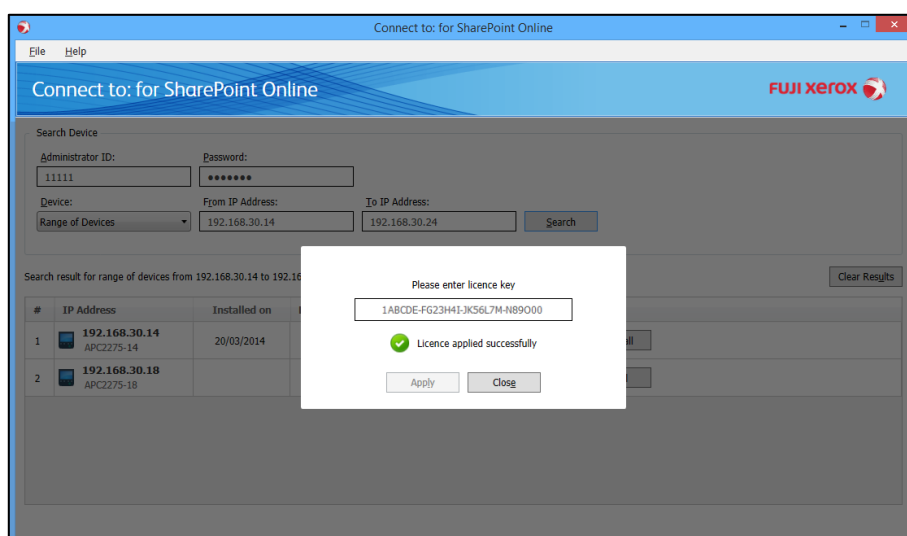 Connect to: for SharePoint Online
File Help
Connect to: for SharePoint Online
FUJI XEROX
Search Device
Administrator ID: Password:
11111 ●●●●●●●
Device: From IP Address: To IP Address:
Range of Devices 192.168.30.14 192.168.30.24 Search
Search result for range of devices from 192.168.30.14 to 192.16
Clear Results
Please enter licence key
1ABCDE-FG23H4I-JK56L7M-N89O00
Licence applied successfully
Apply Close
# IP Address Installed on
1 192.168.30.14 20/03/2014
APC2275-14
2 192.168.30.18
APC2275-18